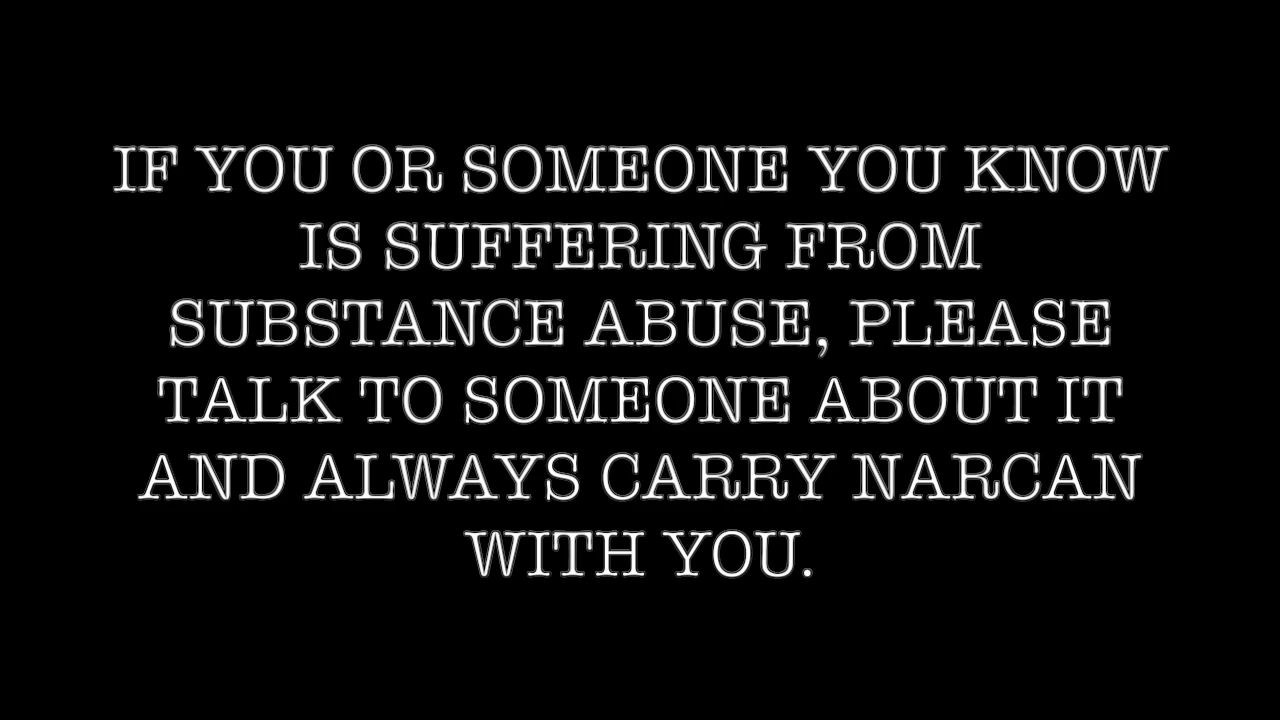 IF YOU OR SOMEONE YOU KNOW
IS SUFFERING FROM
SUBSTANCE ABUSE, PLEASE
TALK TO SOMEONE ABOUT IT
AND ALWAYS CARRY NARCAN
WITH YOU.